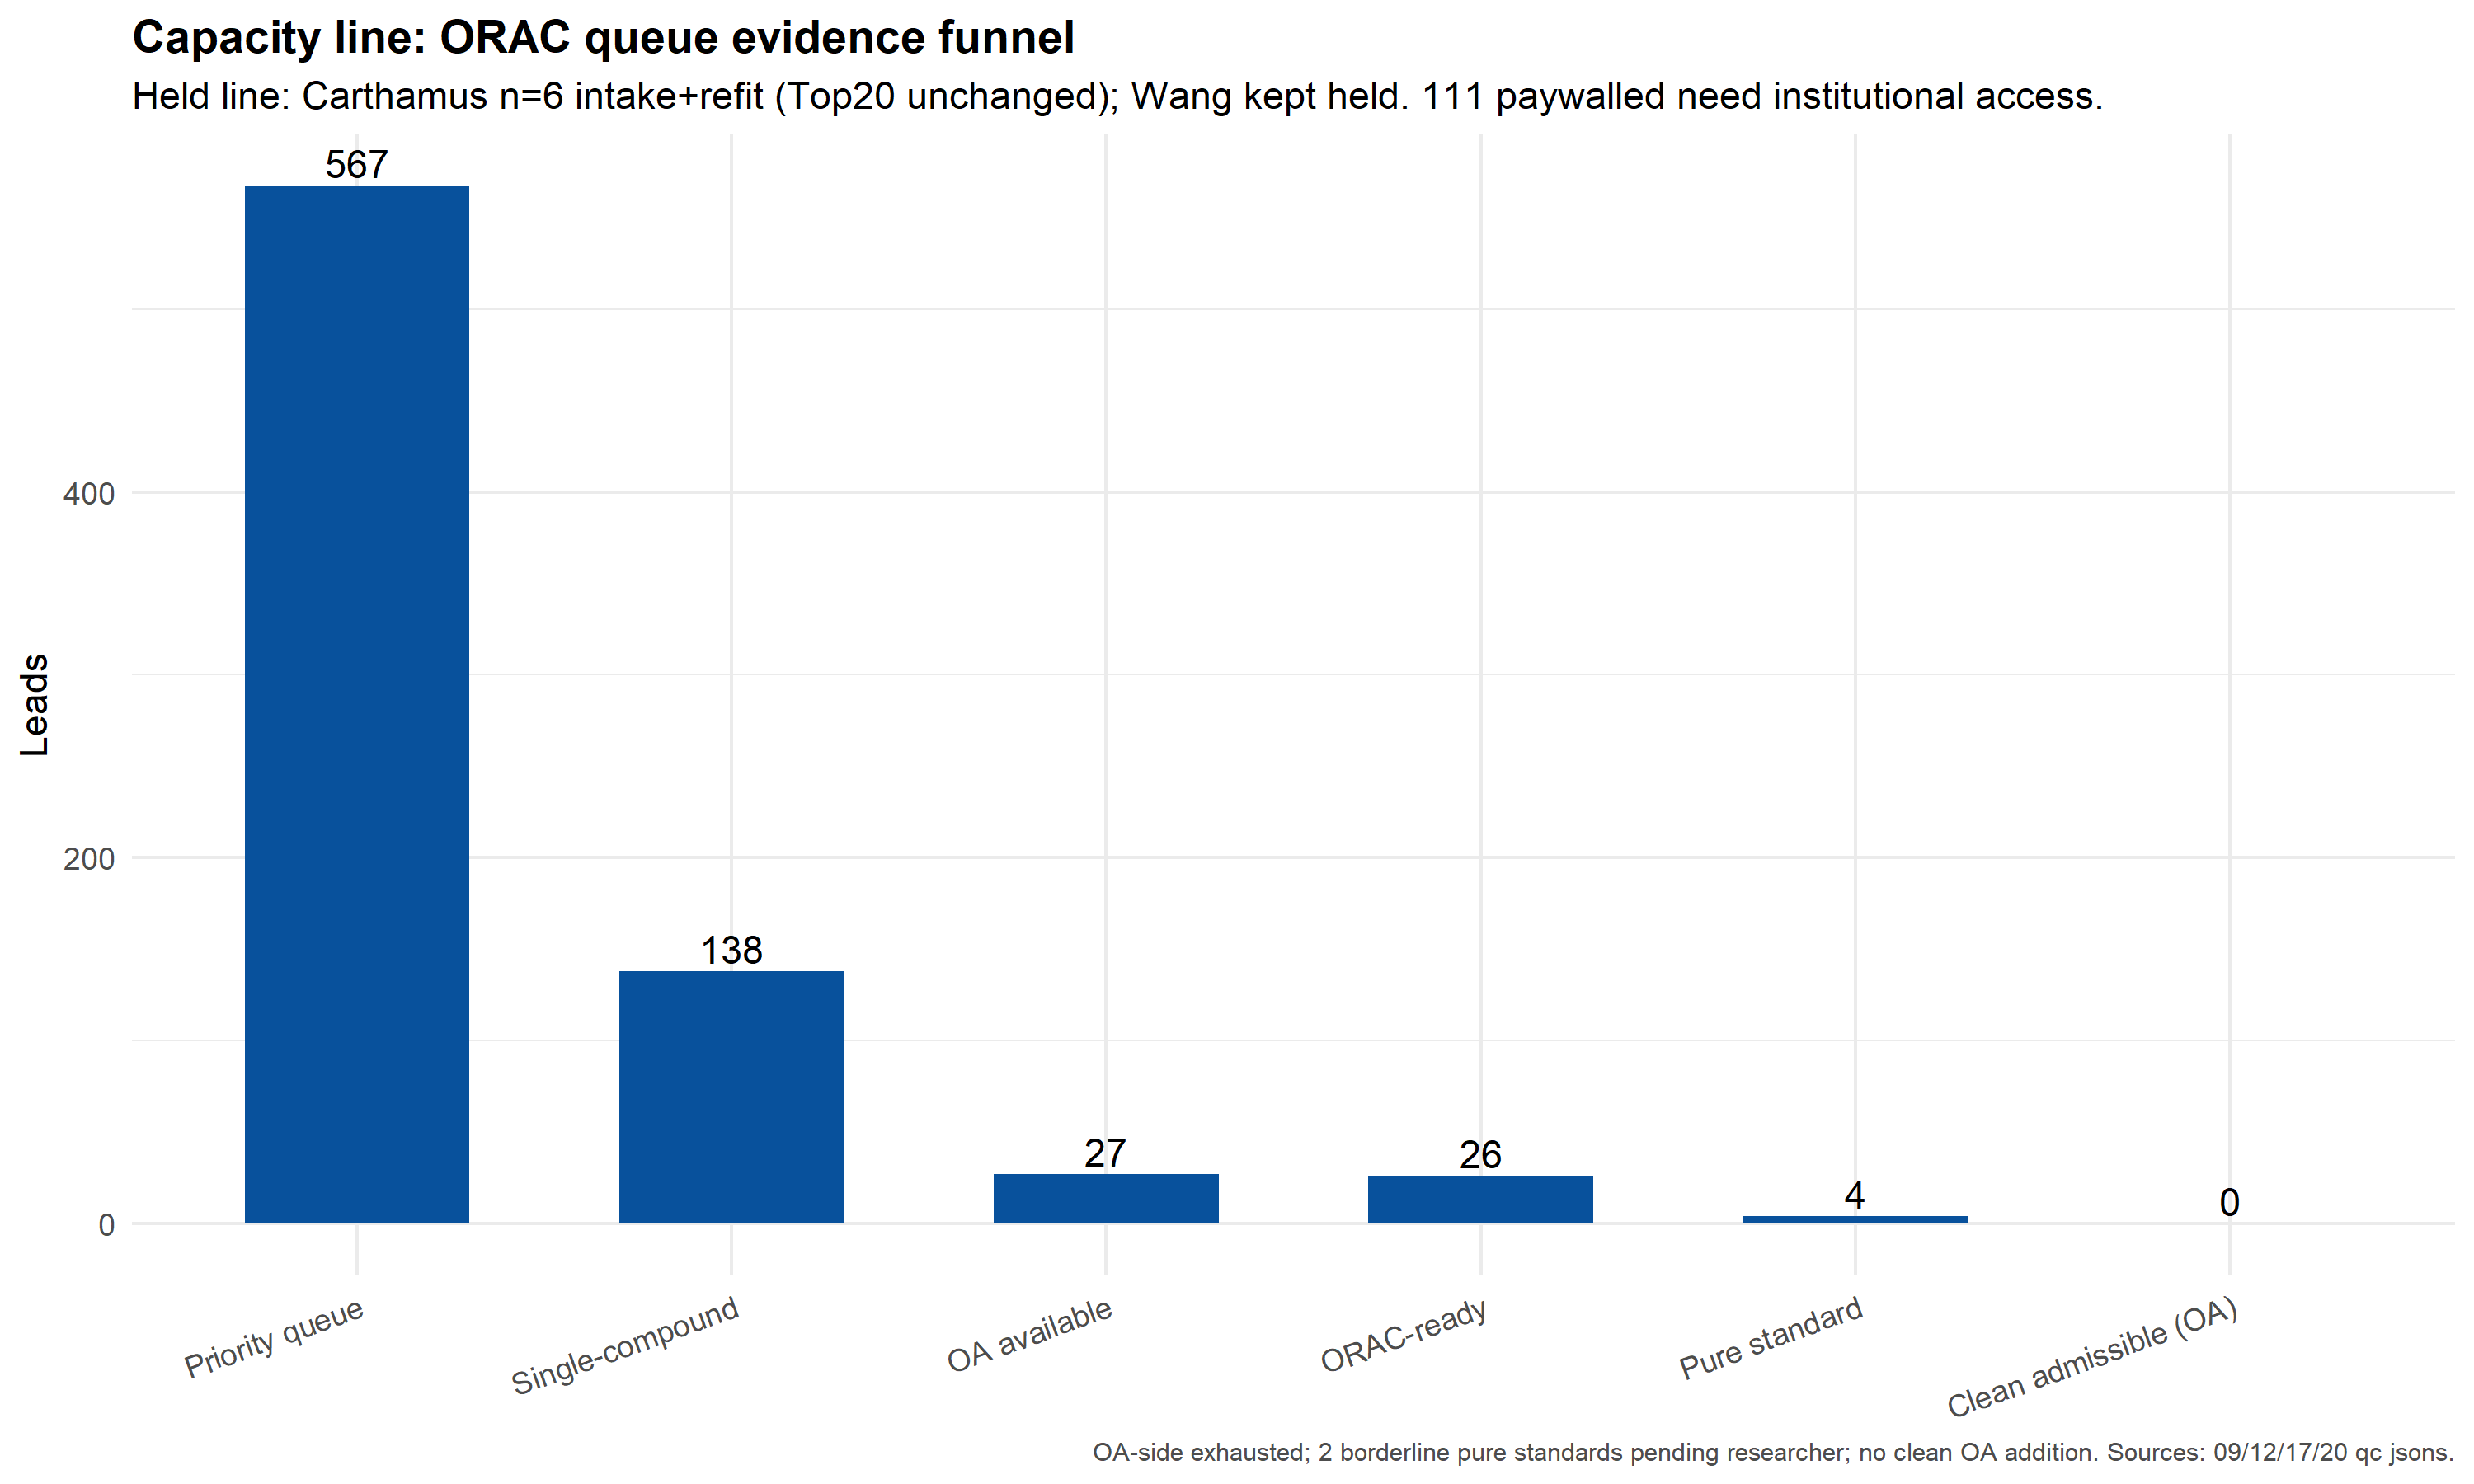 Capacity line: ORAC queue evidence funnel
Held line: Carthamus n=6 intake+refit (Top20 unchanged); Wang kept held. 111 paywalled need institutional access.
567
138
27
26
4
0
Leads
400
200
0
Priority queue
Single-compound
OA available
ORAC-ready
Pure standard
Clean admissible (OA)
OA-side exhausted; 2 borderline pure standards pending researcher; no clean OA addition. Sources: 09/12/17/20 qc jsons.